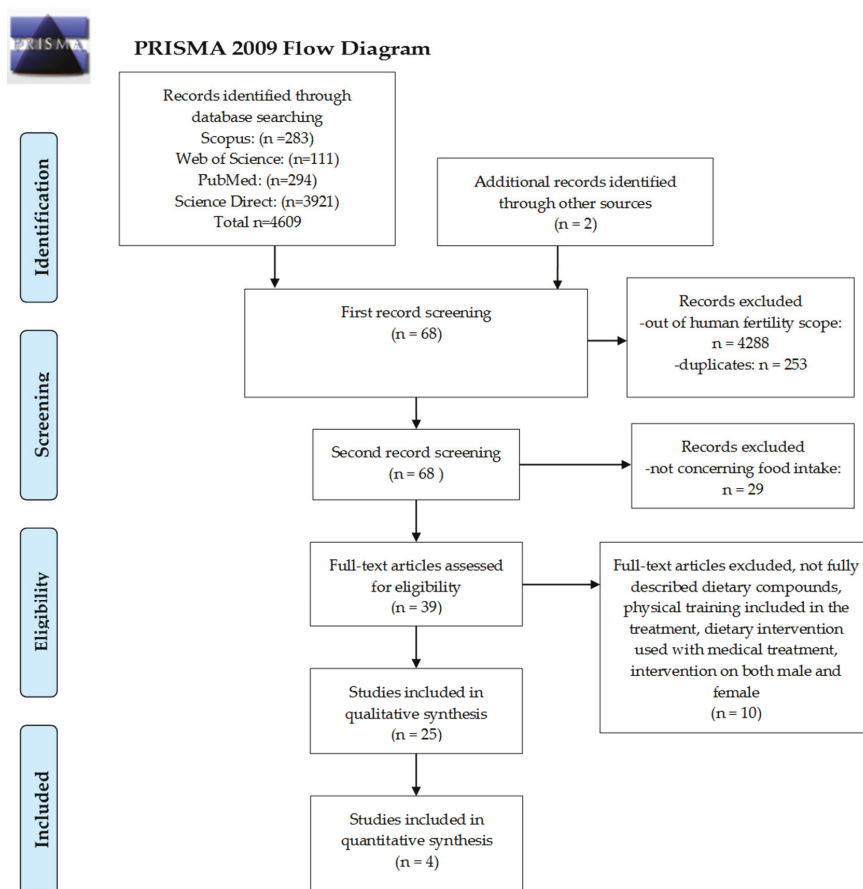 PRISMA
PRISMA 2009 Flow Diagram
Identification
Records identified through
database searching
Scopus: (n =283)
Web of Science: (n=111)
PubMed: (n=294)
Science Direct: (n=3921)
Total n=4609
Additional records identified
through other sources
(n = 2)
Screening
First record screening
(n = 68)
Records excluded
-out of human fertility scope:
n = 4288
-duplicates: n = 253
Second record screening
(n = 68 )
Records excluded
-not concerning food intake:
n = 29
Eligibility
Full-text articles assessed
for eligibility
(n = 39)
Full-text articles excluded, not fully
described dietary compounds,
physical training included in the
treatment, dietary intervention
used with medical treatment,
intervention on both male and
female
(n = 10)
Studies included in
qualitative synthesis
(n = 25)
Included
Studies included in
quantitative synthesis
(n = 4)